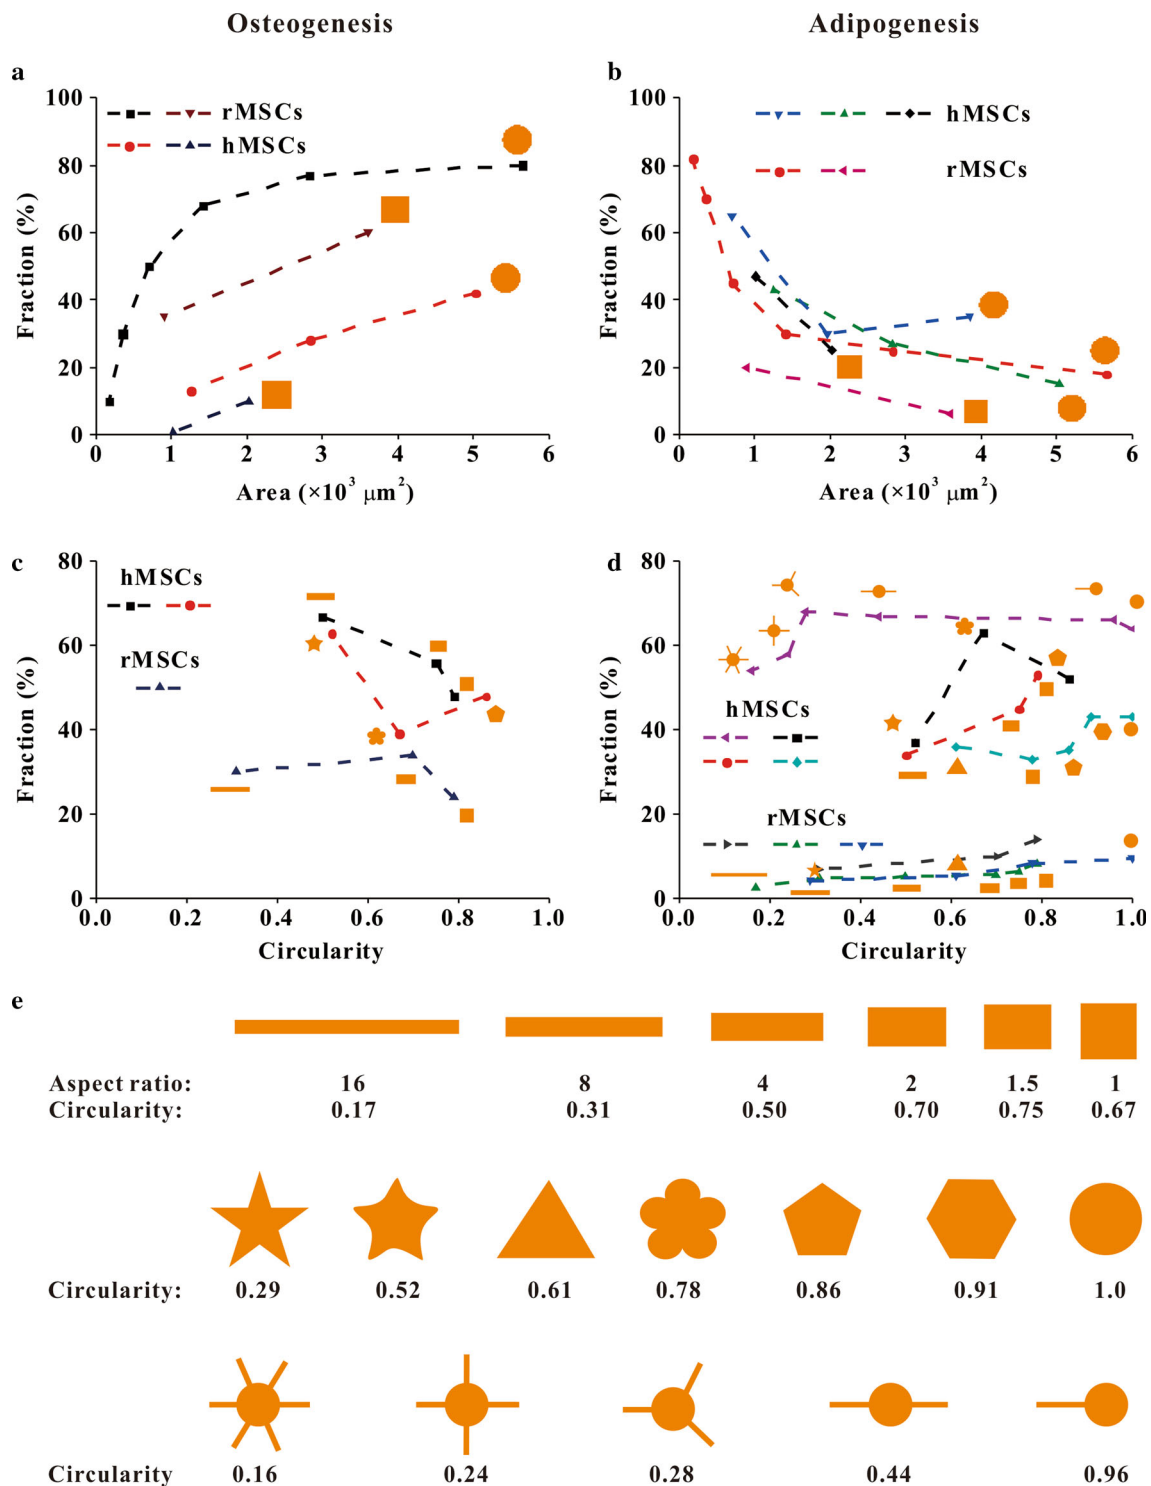 Osteogenesis
Adipogenesis
a
100
80
60
40
20
0
Fraction (%)
rMSCs
hMSCs
0 1 2 3 4 5 6
Area (×10³ μm²)
b
100
80
60
40
20
0
Fraction (%)
hMSCs
rMSCs
0 1 2 3 4 5 6
Area (×10³ μm²)
c
80
60
40
20
0
Fraction (%)
hMSCs
rMSCs
0.0 0.2 0.4 0.6 0.8 1.0
Circularity
d
80
60
40
20
0
Fraction (%)
hMSCs
rMSCs
0.0 0.2 0.4 0.6 0.8 1.0
Circularity
e
Aspect ratio: 16 8 4 2 1.5 1
Circularity: 0.17 0.31 0.50 0.70 0.75 0.67
Circularity: 0.29 0.52 0.61 0.78 0.86 0.91 1.0
Circularity 0.16 0.24 0.28 0.44 0.96